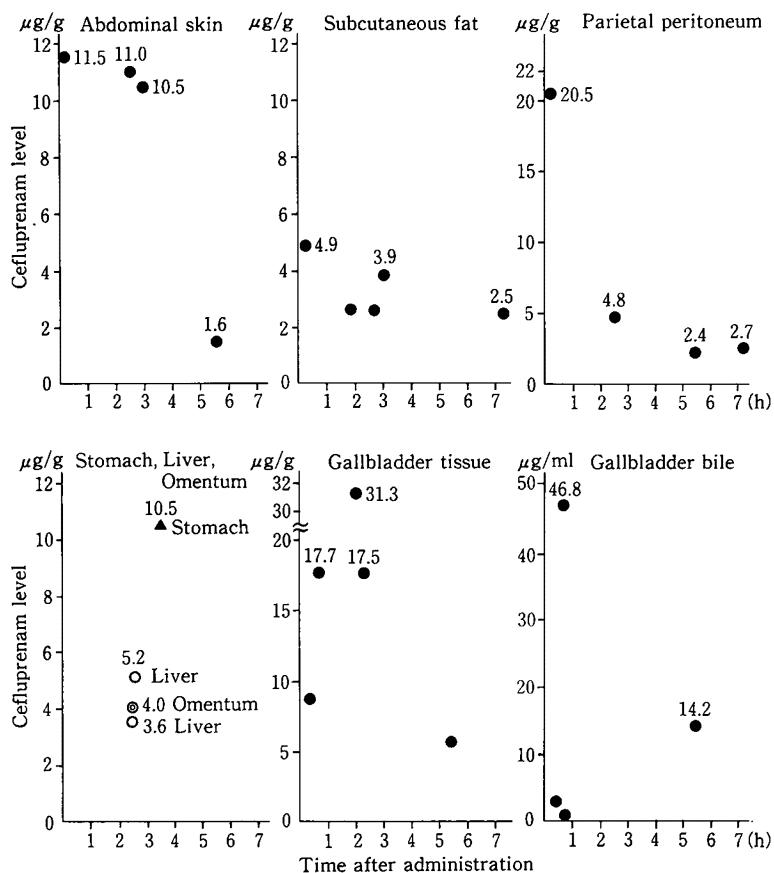 μg/g Abdominal skin
12
10
8
6
4
2
0
11.5
11.0
10.5
1.6
1 2 3 4 5 6 7
Cefluprenam level
μg/g Subcutaneous fat
12
10
8
6
4
2
0
4.9
3.9
2.5
1 2 3 4 5 6 7
μg/g Parietal peritoneum
22
20
15
10
5
0
20.5
4.8
2.4
2.7
1 2 3 4 5 6 7 (h)
μg/g Stomach, Liver,
Omentum
12
10
8
6
4
2
0
10.5
Stomach
5.2
Liver
4.0 Omentum
3.6 Liver
1 2 3 4 5 6 7
Cefluprenam level
μg/g Gallbladder tissue
32
30
20
15
10
5
0
31.3
17.7
17.5
1 2 3 4 5 6 7
Time after administration
μg/ml Gallbladder bile
50
40
30
20
10
0
46.8
14.2
1 2 3 4 5 6 7 (h)